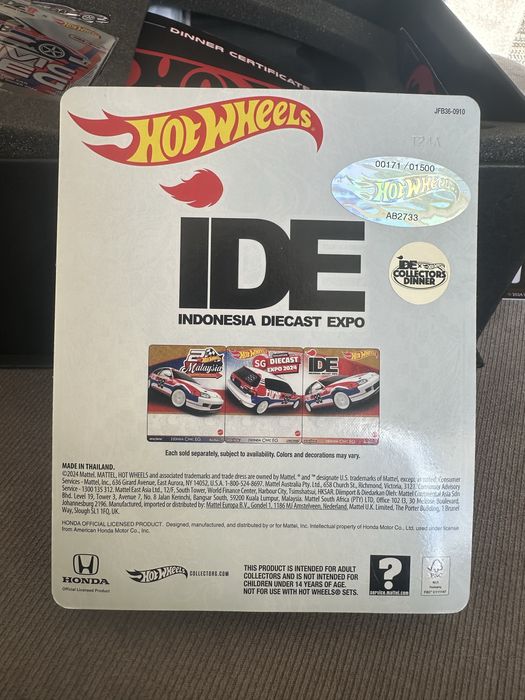 DINNER CERTIFICATE
HOT WHEELS
JFB36-0910
00171 / 01500
HOT WHEELS
AB2733
IDE
INDONESIA DIECAST EXPO
IDE
COLLECTORS
DINNER
Malaysia
HONDA CIVIC EG
SG DIECAST
EXPO 2024
HONDA CIVIC EG
IDE
HONDA CIVIC EG
Each sold separately, subject to availability. Colors and decorations may vary.
MADE IN THAILAND.
©2024 Mattel. MATTEL, HOT WHEELS and associated trademarks and trade dress are owned by Mattel. ® and ™ designate U.S. trademarks of Mattel, except as noted. Consumer
Services - Mattel, Inc., 636 Girard Avenue, East Aurora, NY 14052, U.S.A. 1-800-524-8697. Mattel Australia Pty. Ltd., 658 Church St., Richmond, Victoria, 3121. Consumer Advisory
Service - 1300 135 312. Mattel East Asia Ltd., 12/F, South Tower, World Finance Center, Harbour City, Tsimshatsui, HKSAR. Diimport & Diedarkan Oleh: Mattel Continental Asia Sdn
Bhd. Level 19, Tower 3, Avenue 7, No. 8 Jalan Kerinchi, Bangsar South, 59200 Kuala Lumpur, Malaysia. Mattel South Africa (PTY) LTD, Office 102 I3, 30 Melrose Boulevard,
Johannesburg 2196. Manufactured, imported or distributed by: Mattel Europa B.V., Gondel 1, 1186 MJ Amstelveen, Nederland. Mattel U.K. Limited, The Porter Building, 1 Brunel
Way, Slough SL1 1FQ, UK.
HONDA OFFICIAL LICENSED PRODUCT. Designed, manufactured, and distributed by or for Mattel, Inc. Intellectual property of Honda Motor Co., Ltd., used under license
from American Honda Motor Co., Inc.
HONDA
Official Licensed Product
HOT WHEELS COLLECTORS.COM
THIS PRODUCT IS INTENDED FOR ADULT
COLLECTORS AND IS NOT INTENDED FOR
CHILDREN UNDER 14 YEARS OF AGE.
NOT FOR USE WITH HOT WHEELS® SETS.
?
service.mattel.com
FSC